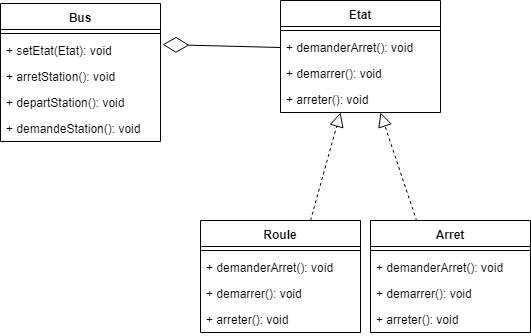 Bus
+ setEtat(Etat): void
+ arretStation(): void
+ departStation(): void
+ demandeStation(): void
Etat
+ demanderArret(): void
+ demarrer(): void
+ arreter(): void
Roule
+ demanderArret(): void
+ demarrer(): void
+ arreter(): void
Arret
+ demanderArret(): void
+ demarrer(): void
+ arreter(): void